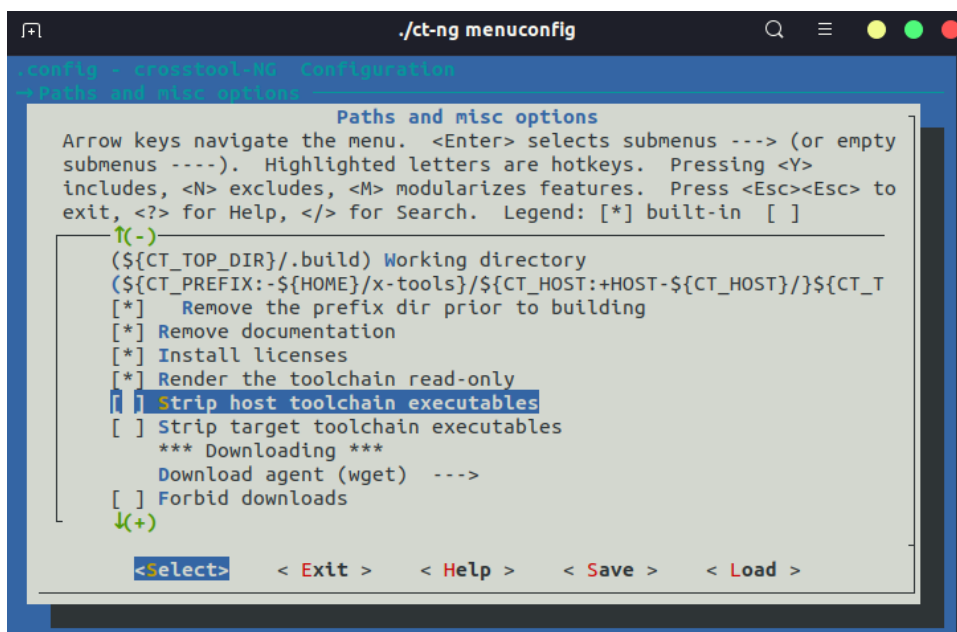 ./ct-ng menuconfig
.config - crosstool-NG Configuration
→ Paths and misc options
Paths and misc options
Arrow keys navigate the menu. <Enter> selects submenus ---> (or empty
submenus ----). Highlighted letters are hotkeys. Pressing <Y>
includes, <N> excludes, <M> modularizes features. Press <Esc><Esc> to
exit, <?> for Help, </> for Search. Legend: [*] built-in [ ]
↑(-)
(${CT_TOP_DIR}/.build) Working directory
(${CT_PREFIX:-${HOME}/x-tools}/${CT_HOST:+HOST-${CT_HOST}/}${CT_T
[*] Remove the prefix dir prior to building
[*] Remove documentation
[*] Install licenses
[*] Render the toolchain read-only
[ ] Strip host toolchain executables
[ ] Strip target toolchain executables
*** Downloading ***
Download agent (wget) --->
[ ] Forbid downloads
↓(+)
<Select> < Exit > < Help > < Save > < Load >